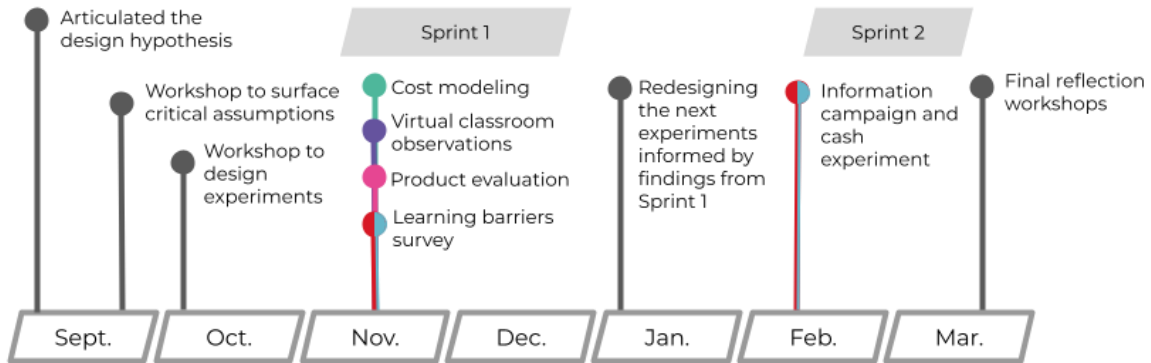 Articulated the
design hypothesis
Workshop to surface
critical assumptions
Workshop to
design
experiments
Sprint 1
Cost modeling
Virtual classroom
observations
Product evaluation
Learning barriers
survey
Redesigning
the next
experiments
informed by
findings from
Sprint 1
Sprint 2
Information
campaign and
cash
experiment
Final reflection
workshops
Sept.
Oct.
Nov.
Dec.
Jan.
Feb.
Mar.